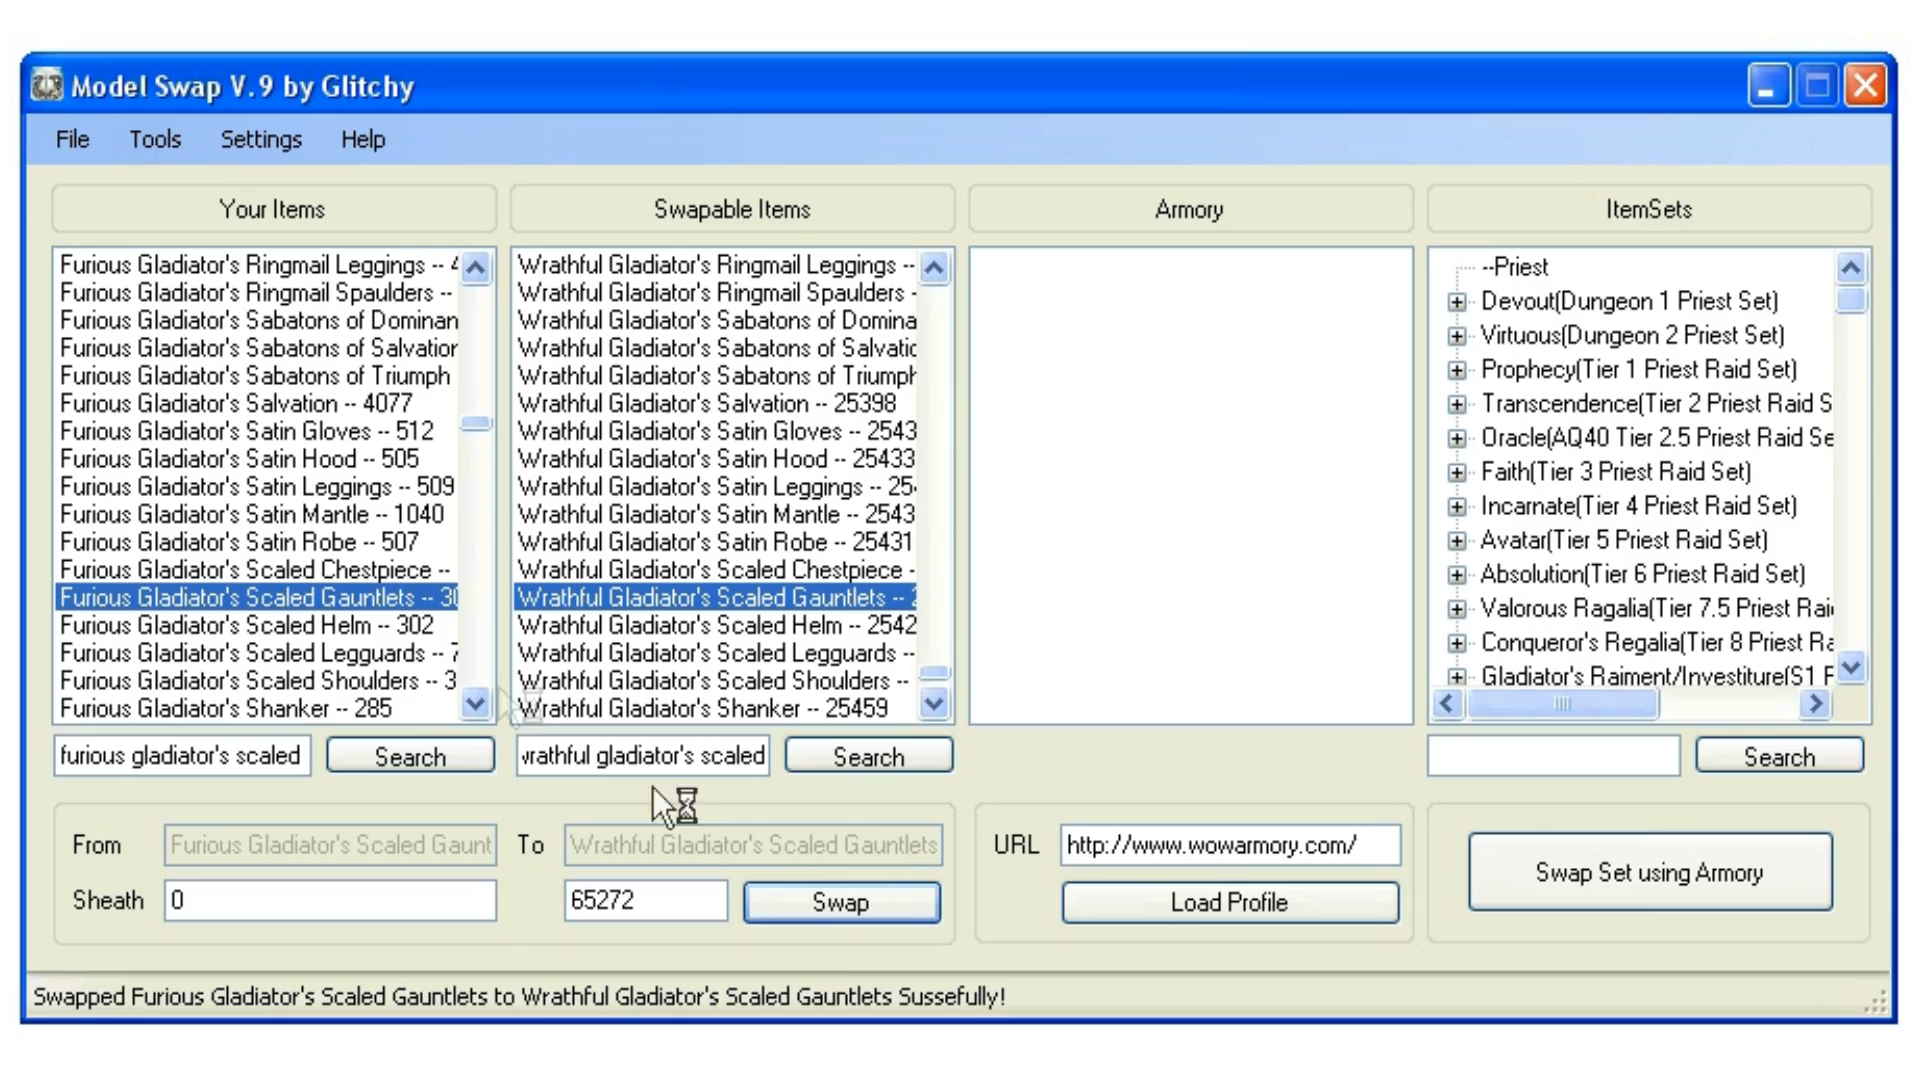 Model Swap V.9 by Glitchy
File Tools Settings Help
Your Items
Swapable Items
Armory
ItemSets
Furious Gladiator's Ringmail Leggings --
Furious Gladiator's Ringmail Spaulders --
Furious Gladiator's Sabatons of Dominan
Furious Gladiator's Sabatons of Salvation
Furious Gladiator's Sabatons of Triumph
Furious Gladiator's Salvation -- 4077
Furious Gladiator's Satin Gloves -- 512
Furious Gladiator's Satin Hood -- 505
Furious Gladiator's Satin Leggings -- 509
Furious Gladiator's Satin Mantle -- 1040
Furious Gladiator's Satin Robe -- 507
Furious Gladiator's Scaled Chestpiece --
Furious Gladiator's Scaled Gauntlets -- 30
Furious Gladiator's Scaled Helm -- 302
Furious Gladiator's Scaled Legguards -- 7
Furious Gladiator's Scaled Shoulders -- 3
Furious Gladiator's Shanker -- 285
Wrathful Gladiator's Ringmail Leggings --
Wrathful Gladiator's Ringmail Spaulders -
Wrathful Gladiator's Sabatons of Domina
Wrathful Gladiator's Sabatons of Salvatic
Wrathful Gladiator's Sabatons of Triumph
Wrathful Gladiator's Salvation -- 25398
Wrathful Gladiator's Satin Gloves -- 2543
Wrathful Gladiator's Satin Hood -- 25433
Wrathful Gladiator's Satin Leggings -- 25
Wrathful Gladiator's Satin Mantle -- 2543
Wrathful Gladiator's Satin Robe -- 25431
Wrathful Gladiator's Scaled Chestpiece -
Wrathful Gladiator's Scaled Gauntlets -- 2
Wrathful Gladiator's Scaled Helm -- 2542
Wrathful Gladiator's Scaled Legguards --
Wrathful Gladiator's Scaled Shoulders --
Wrathful Gladiator's Shanker -- 25459
--Priest
Devout(Dungeon 1 Priest Set)
Virtuous(Dungeon 2 Priest Set)
Prophecy(Tier 1 Priest Raid Set)
Transcendence(Tier 2 Priest Raid S
Oracle(AQ40 Tier 2.5 Priest Raid Se
Faith(Tier 3 Priest Raid Set)
Incarnate(Tier 4 Priest Raid Set)
Avatar(Tier 5 Priest Raid Set)
Absolution(Tier 6 Priest Raid Set)
Valorous Ragalia(Tier 7.5 Priest Rai
Conqueror's Regalia(Tier 8 Priest Ra
Gladiator's Raiment/Investiture(S1 P
furious gladiator's scaled
Search
wrathful gladiator's scaled
Search
Search
From
Furious Gladiator's Scaled Gaunt
To
Wrathful Gladiator's Scaled Gauntlets
Sheath
0
65272
Swap
URL
http://www.wowarmory.com/
Load Profile
Swap Set using Armory
Swapped Furious Gladiator's Scaled Gauntlets to Wrathful Gladiator's Scaled Gauntlets Sussefully!